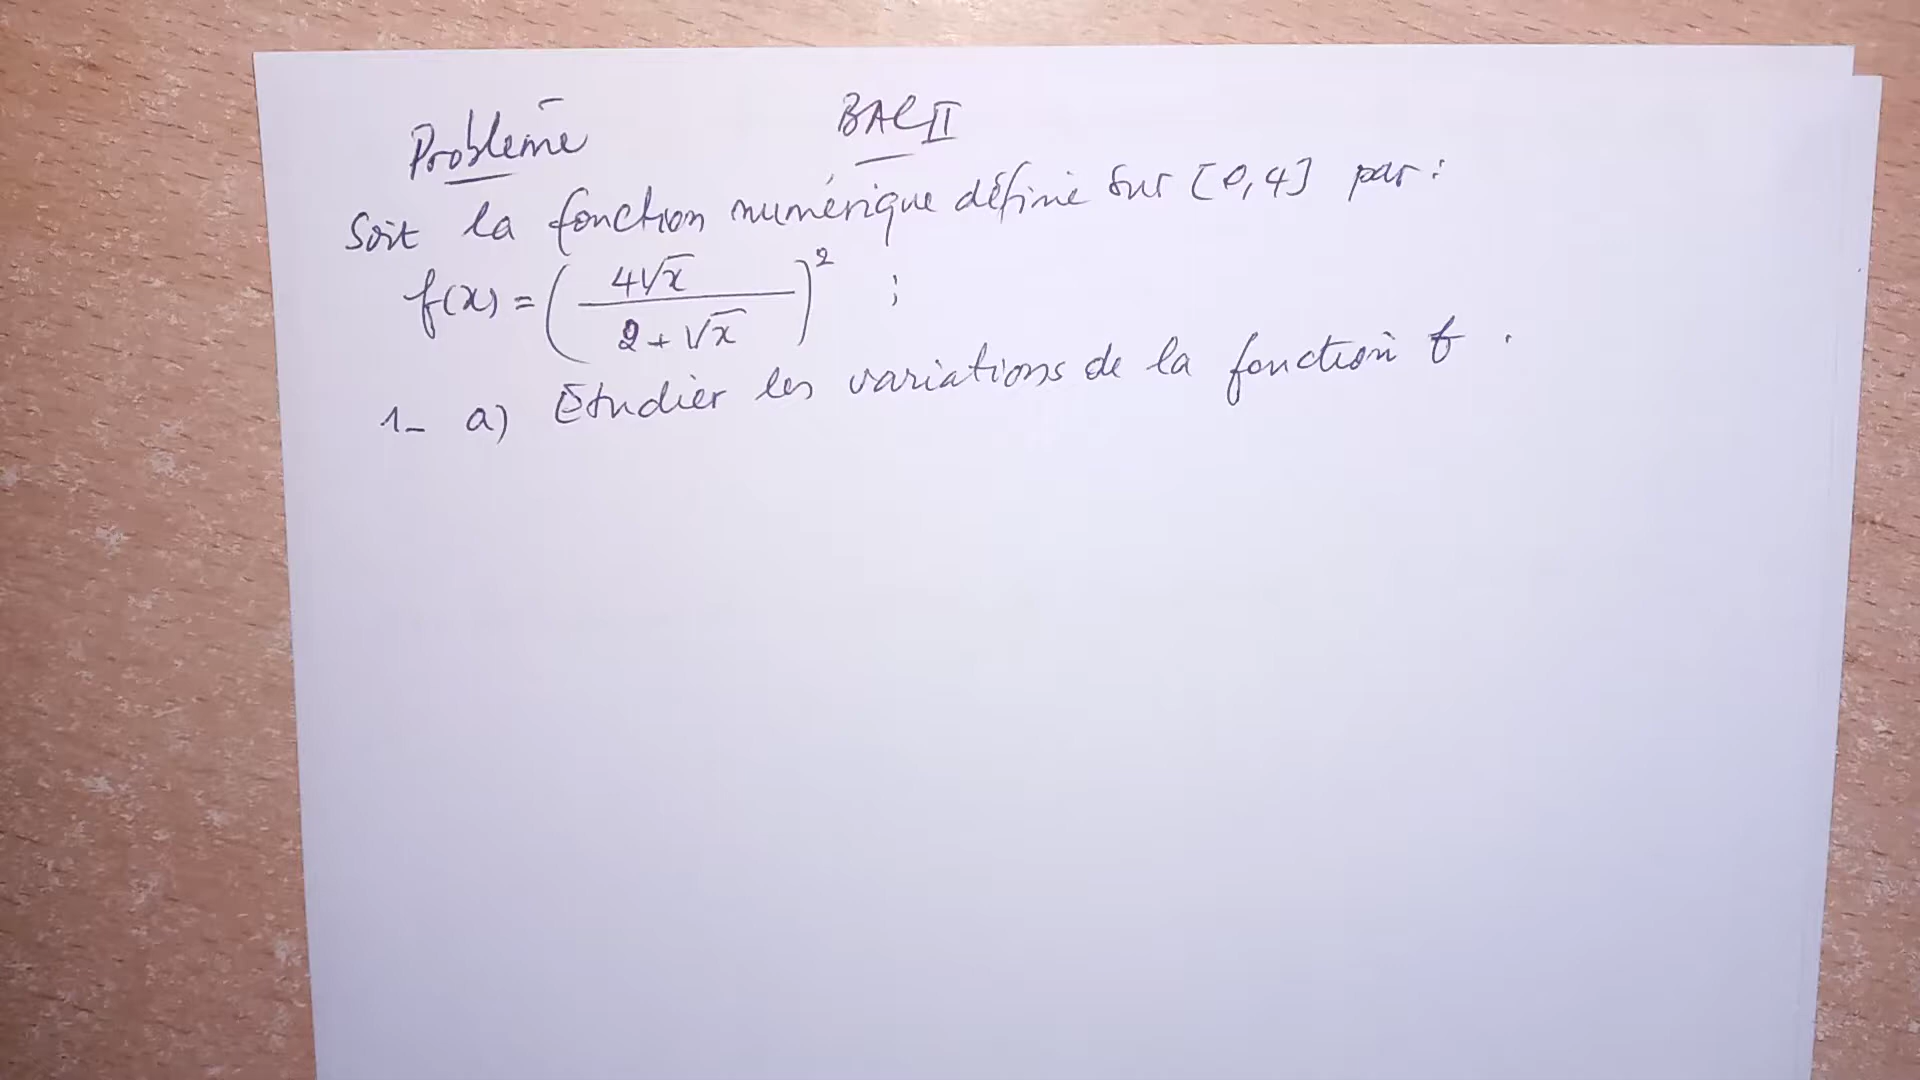 Problème BAC II
Soit la fonction numérique définie sur [0,4] par :
f(x) = ( 4√x / 2 + √x )² ;
1- a) Etudier les variations de la fonction f .